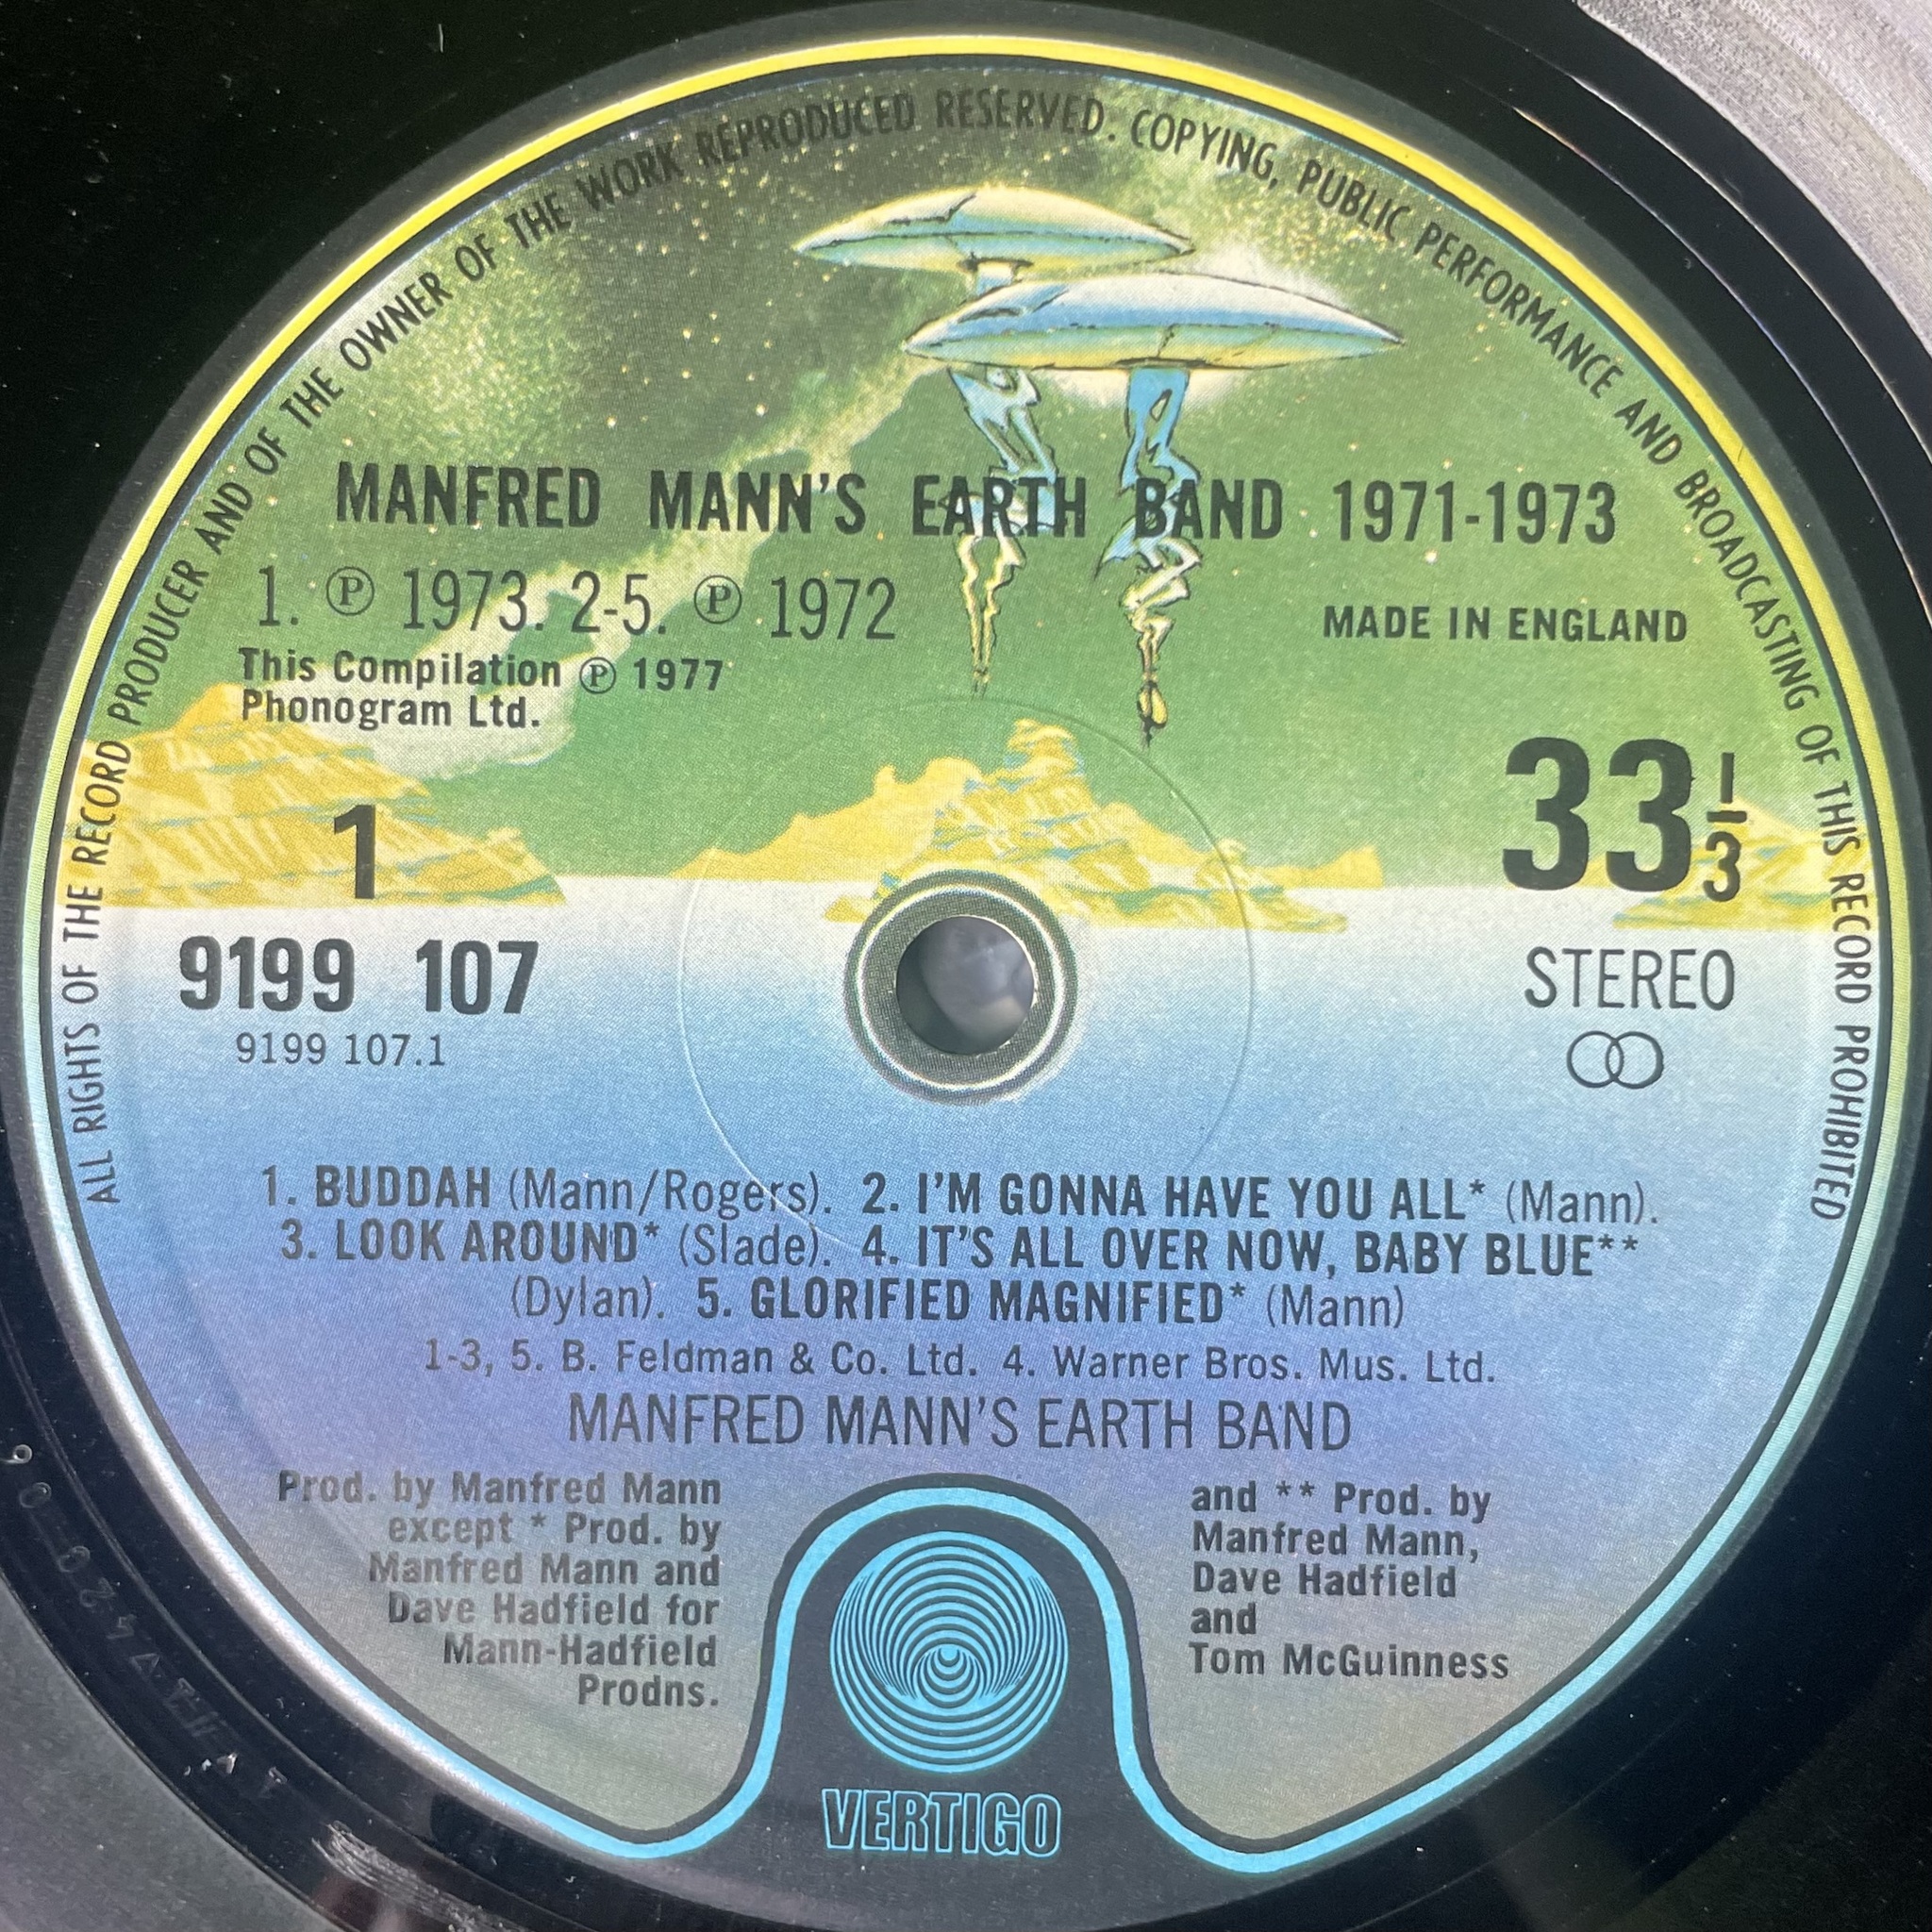 ALL RIGHTS OF THE RECORD PRODUCER AND OF THE OWNER OF THE WORK REPRODUCED RESERVED. COPYING, PUBLIC PERFORMANCE AND BROADCASTING OF THIS RECORD PROHIBITED
MANFRED MANN'S EARTH BAND 1971-1973
1. ℗ 1973. 2-5. ℗ 1972
MADE IN ENGLAND
This Compilation ℗ 1977
Phonogram Ltd.
1
33 1/3
9199 107
STEREO
9199 107.1
1. BUDDAH (Mann/Rogers). 2. I'M GONNA HAVE YOU ALL* (Mann).
3. LOOK AROUND* (Slade). 4. IT'S ALL OVER NOW, BABY BLUE**
(Dylan). 5. GLORIFIED MAGNIFIED* (Mann)
1-3, 5. B. Feldman & Co. Ltd. 4. Warner Bros. Mus. Ltd.
MANFRED MANN'S EARTH BAND
Prod. by Manfred Mann
except * Prod. by
Manfred Mann and
Dave Hadfield for
Mann-Hadfield
Prodns.
and ** Prod. by
Manfred Mann,
Dave Hadfield
and
Tom McGuinness
VERTIGO